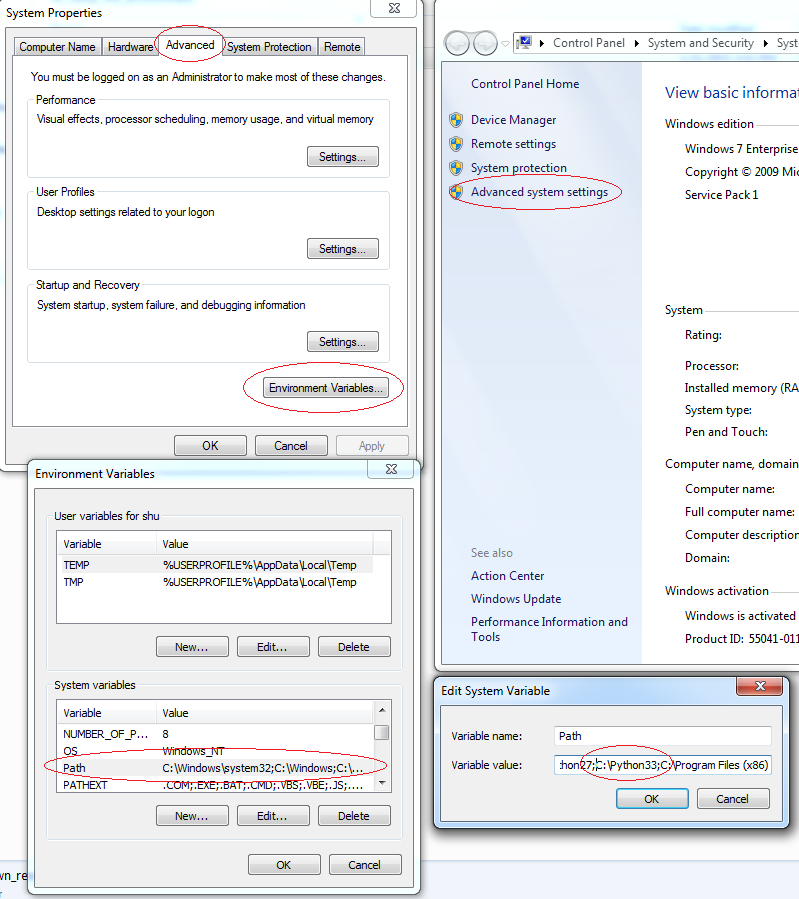 System Properties
Computer Name Hardware Advanced System Protection Remote
You must be logged on as an Administrator to make most of these changes.
Performance
Visual effects, processor scheduling, memory usage, and virtual memory
Settings...
User Profiles
Desktop settings related to your logon
Settings...
Startup and Recovery
System startup, system failure, and debugging information
Settings...
Environment Variables...
OK Cancel Apply
Control Panel System and Security Syst
Control Panel Home
Device Manager
Remote settings
System protection
Advanced system settings
See also
Action Center
Windows Update
Performance Information and
Tools
View basic informat
Windows edition
Windows 7 Enterprise
Copyright © 2009 Mic
Service Pack 1
System
Rating:
Processor:
Installed memory (RA
System type:
Pen and Touch:
Computer name, domain
Computer name:
Full computer name:
Computer description
Domain:
Windows activation
Windows is activated
Product ID: 55041-011
Environment Variables
User variables for shu
Variable Value
TEMP %USERPROFILE%\AppData\Local\Temp
TMP %USERPROFILE%\AppData\Local\Temp
New... Edit... Delete
System variables
Variable Value
NUMBER_OF_P... 8
OS Windows_NT
Path C:\Windows\system32;C:\Windows;C:\...
PATHEXT .COM;.EXE;.BAT;.CMD;.VBS;.VBE;.JS;....
New... Edit... Delete
OK Cancel
Edit System Variable
Variable name: Path
Variable value: :hon27;;C:\Python33;C:\Program Files (x86)
OK Cancel
wn_re